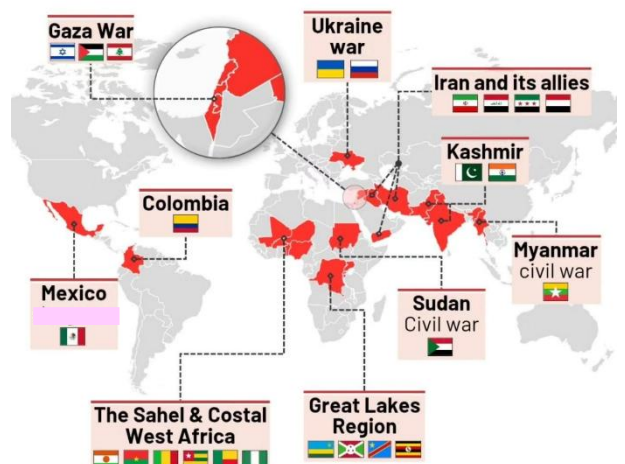 Gaza War
Ukraine
war
Iran and its allies
Kashmir
Colombia
Myanmar
civil war
Mexico
Sudan
Civil war
The Sahel & Costal
West Africa
Great Lakes
Region